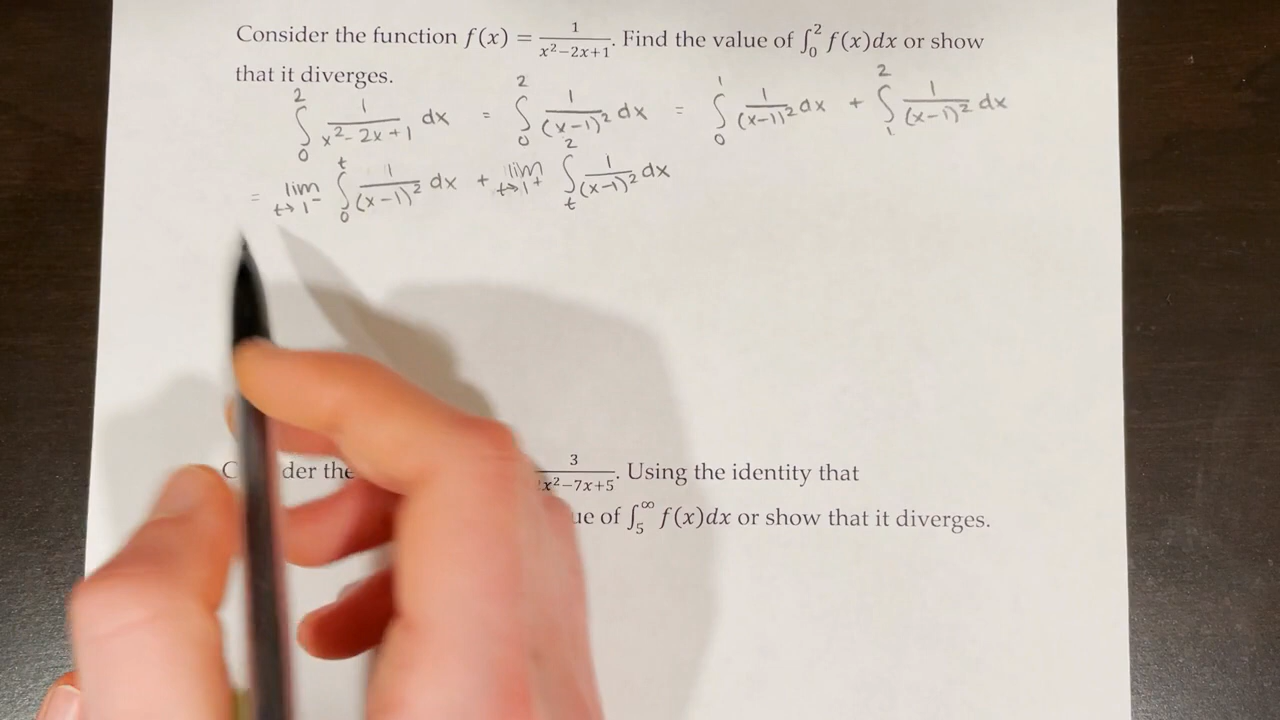 Consider the function f(x) = 1/(x²−2x+1). Find the value of ∫₀² f(x)dx or show
that it diverges.
∫₀² 1/(x²-2x+1) dx = ∫₀² 1/(x-1)² dx = ∫₀¹ 1/(x-1)² dx + ∫₁² 1/(x-1)² dx
= lim t→1⁻ ∫₀ᵗ 1/(x-1)² dx + lim t→1⁺ ∫ₜ² 1/(x-1)² dx
der the 3/(x²−7x+5). Using the identity that
of ∫₅^∞ f(x)dx or show that it diverges.